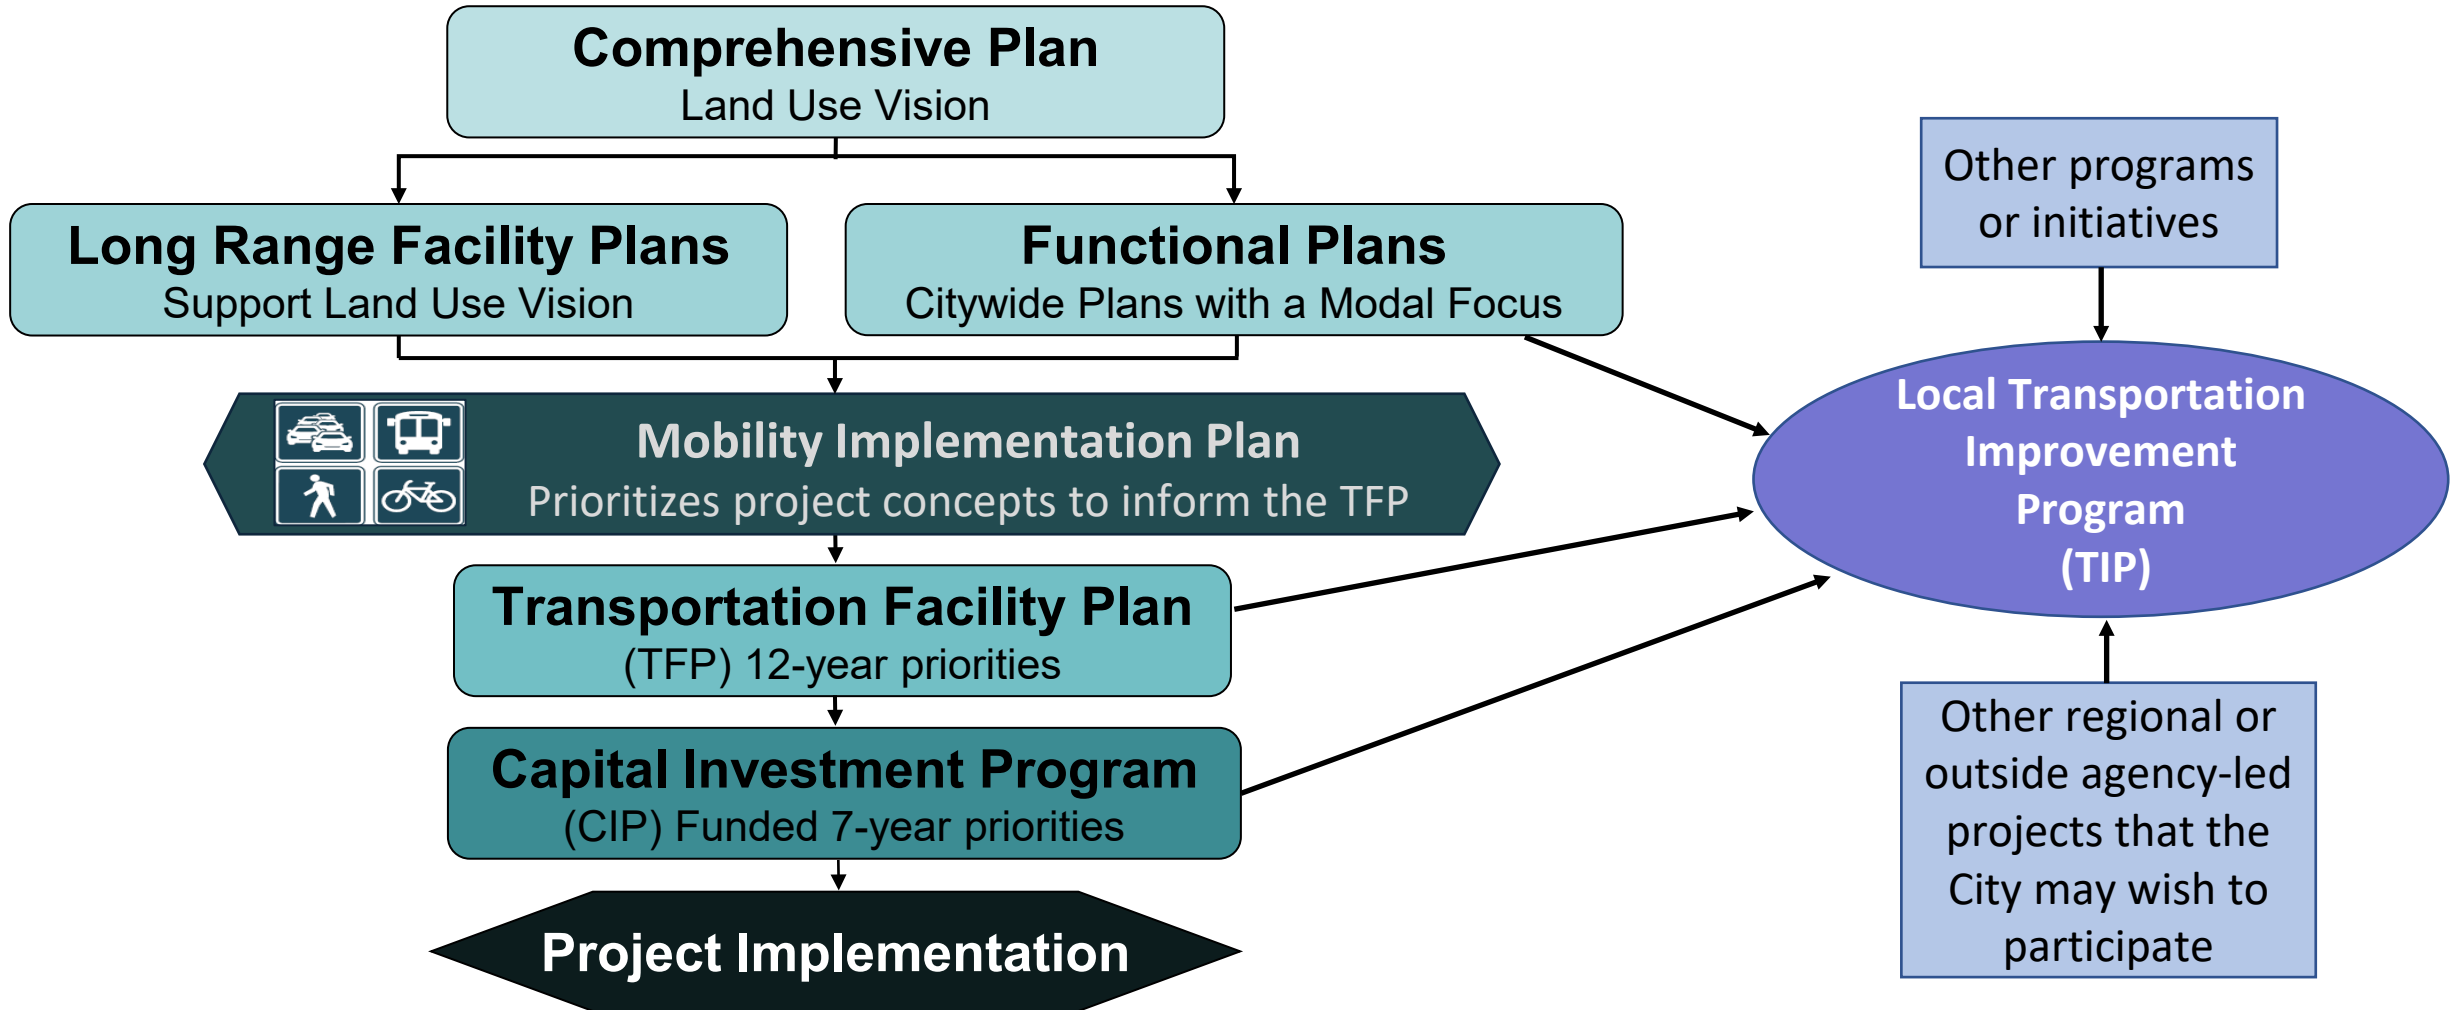 Comprehensive Plan
Land Use Vision
Long Range Facility Plans
Support Land Use Vision
Functional Plans
Citywide Plans with a Modal Focus
Mobility Implementation Plan
Prioritizes project concepts to inform the TFP
Transportation Facility Plan
(TFP) 12-year priorities
Capital Investment Program
(CIP) Funded 7-year priorities
Project Implementation
Other programs
or initiatives
Local Transportation
Improvement
Program
(TIP)
Other regional or
outside agency-led
projects that the
City may wish to
participate